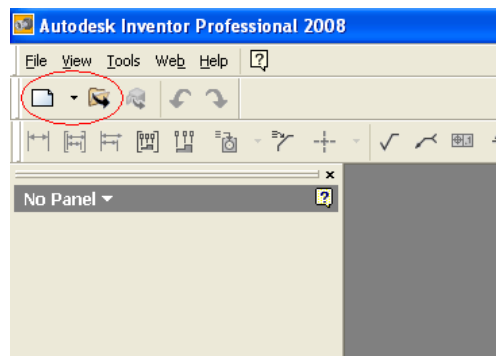 Autodesk Inventor Professional 2008
File View Tools Web Help
No Panel